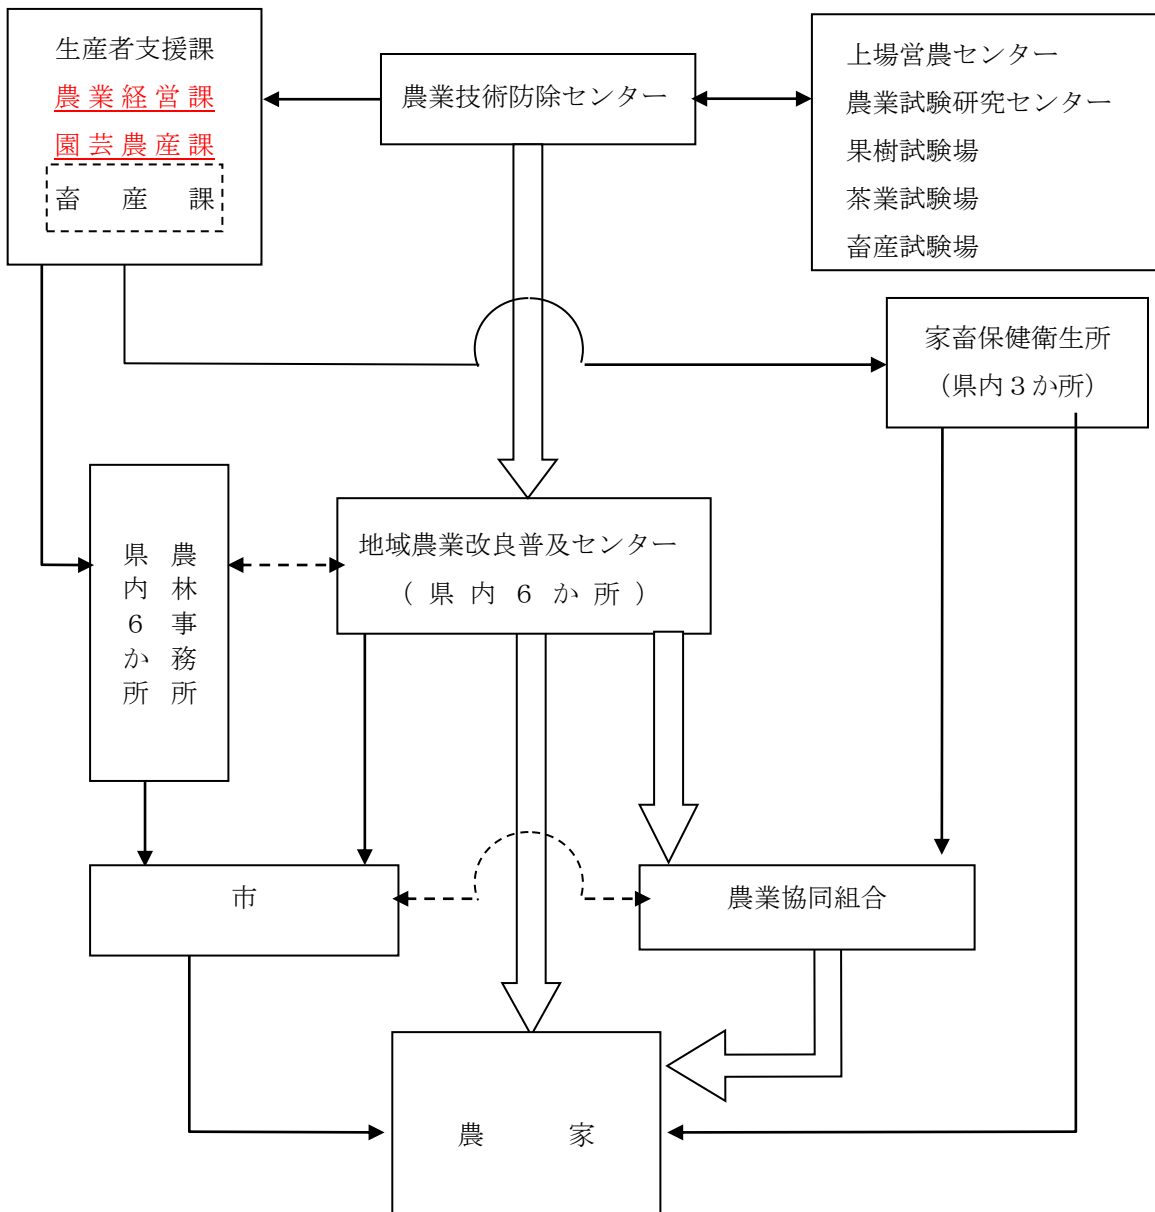 生産者支援課
農業経営課
園芸農産課
畜産課
農業技術防除センター
上場営農センター
農業試験研究センター
果樹試験場
茶業試験場
畜産試験場
家畜保健衛生所
（県内３か所）
農林事務所
県内６か所
地域農業改良普及センター
（県内６か所）
市
農業協同組合
農家